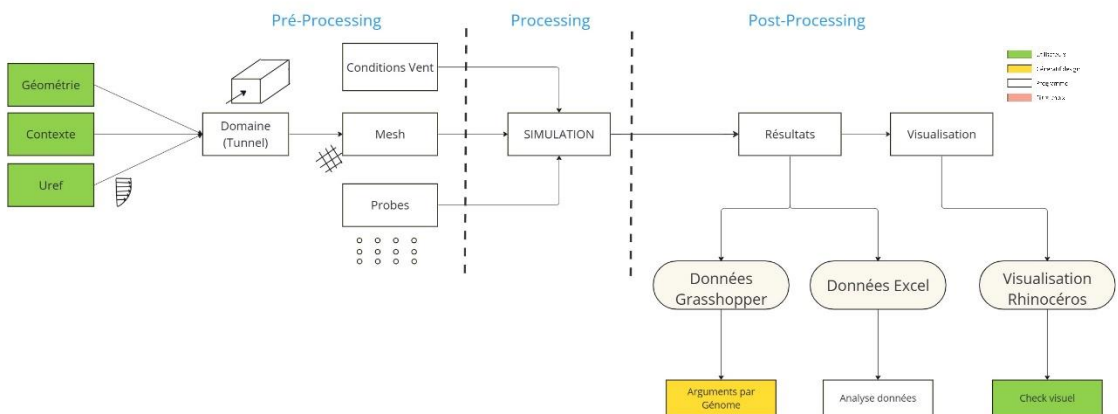 Pré-Processing
Processing
Post-Processing
Géométrie
Contexte
Uref
Domaine
(Tunnel)
Conditions Vent
Mesh
Probes
SIMULATION
Résultats
Visualisation
Programme
Données
Grasshopper
Données Excel
Visualisation
Rhinocéros
Arguments par
Génome
Analyse données
Check visuel